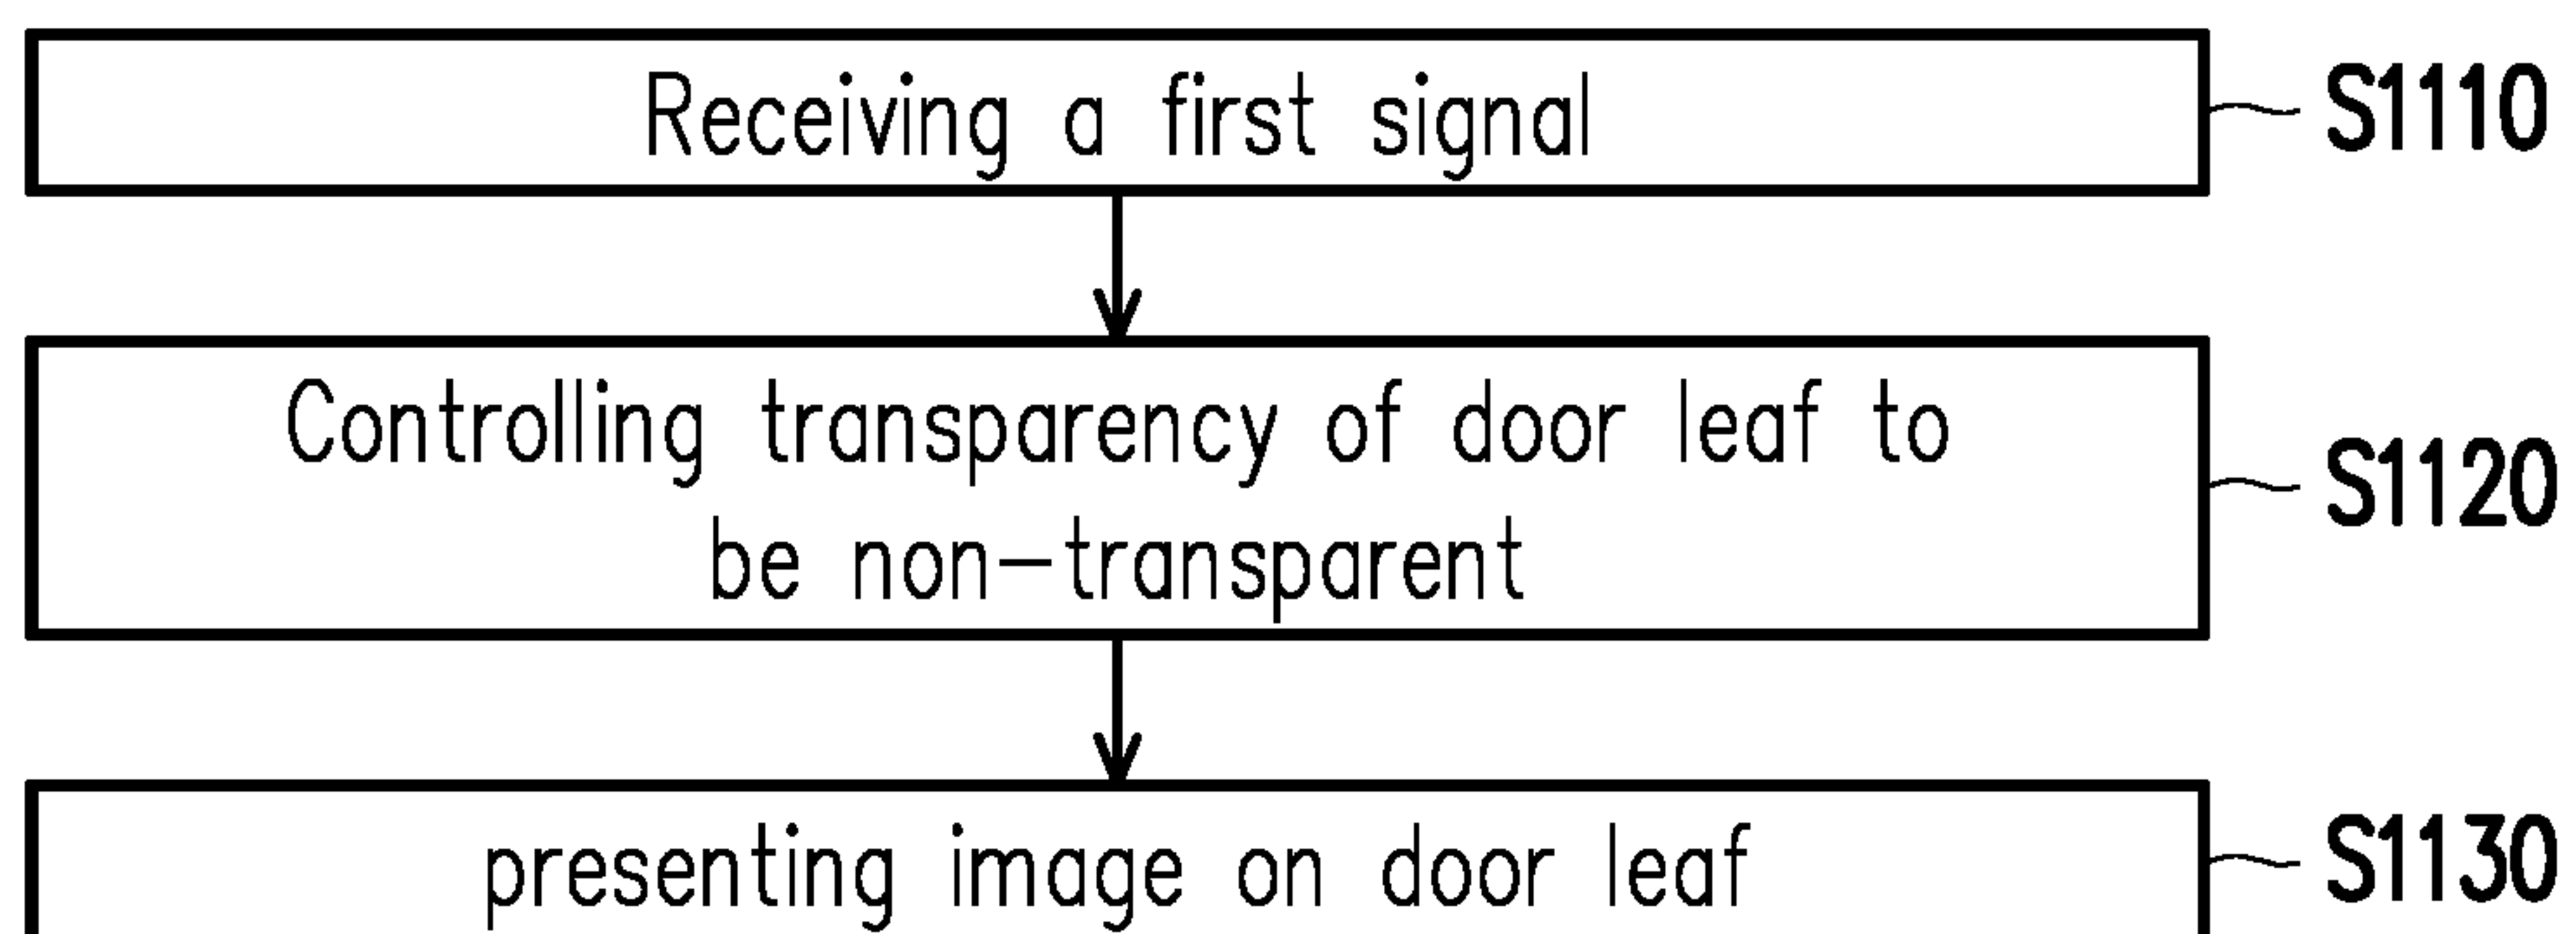 Receiving a first signal
S1110
Controlling transparency of door leaf to
be non-transparent
S1120
presenting image on door leaf
S1130